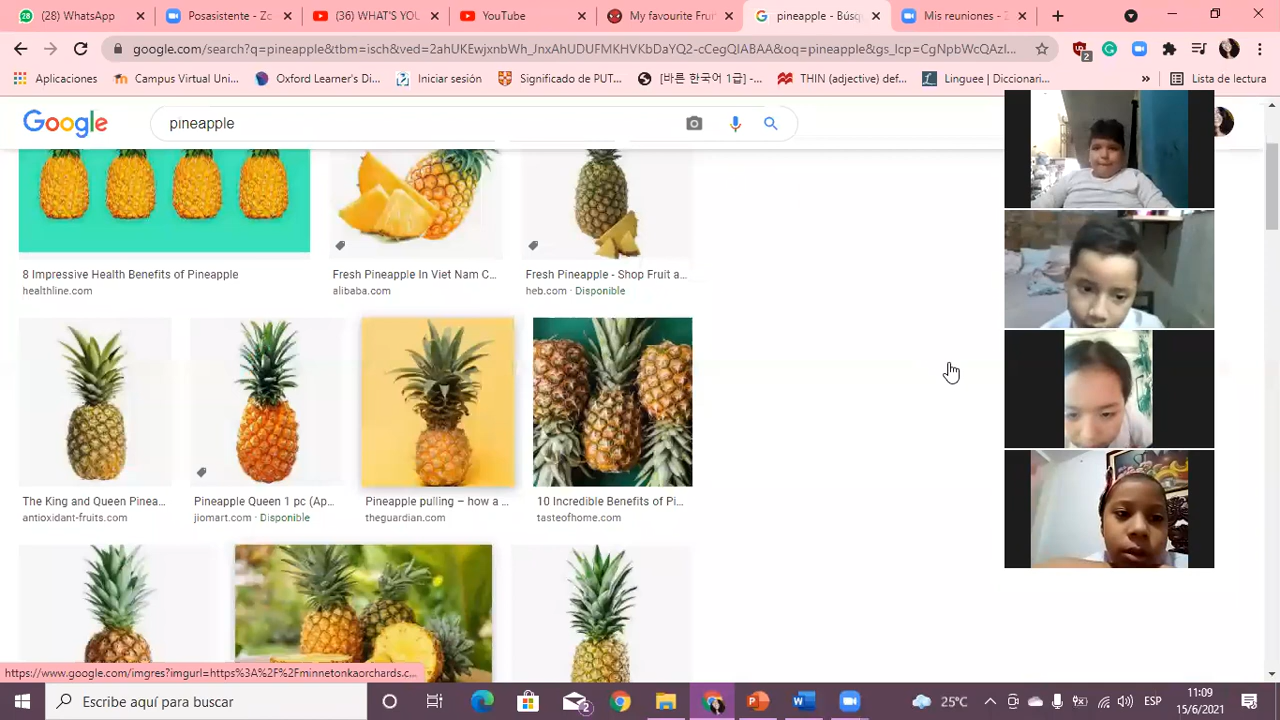 (28) WhatsApp
Posasistente - Zo
(36) WHAT'S YOU
YouTube
My favourite Frui
pineapple - Búsq
Mis reuniones - Z
google.com/search?q=pineapple&tbm=isch&ved=2ahUKEwjxnbWh_JnxAhUDUFMKHVKbDaYQ2-cCegQIABAA&oq=pineapple&gs_lcp=CgNpbWcQAzI...
2
Aplicaciones
Campus Virtual Uni...
Oxford Learner's Di...
Iniciar sesión
Significado de PUT...
[바른 한국어1급] -...
THIN (adjective) def...
Linguee | Diccionari...
»
Lista de lectura
Google
pineapple
8 Impressive Health Benefits of Pineapple
healthline.com
Fresh Pineapple In Viet Nam C...
alibaba.com
Fresh Pineapple - Shop Fruit a...
heb.com · Disponible
The King and Queen Pinea...
antioxidant-fruits.com
Pineapple Queen 1 pc (Ap...
jiomart.com · Disponible
Pineapple pulling – how a ...
theguardian.com
10 Incredible Benefits of Pi...
tasteofhome.com
https://www.google.com/imgres?imgurl=https%3A%2F%2Fminnetonkaorchards.c...
Escribe aquí para buscar
2
25°C
ESP
11:09
15/6/2021